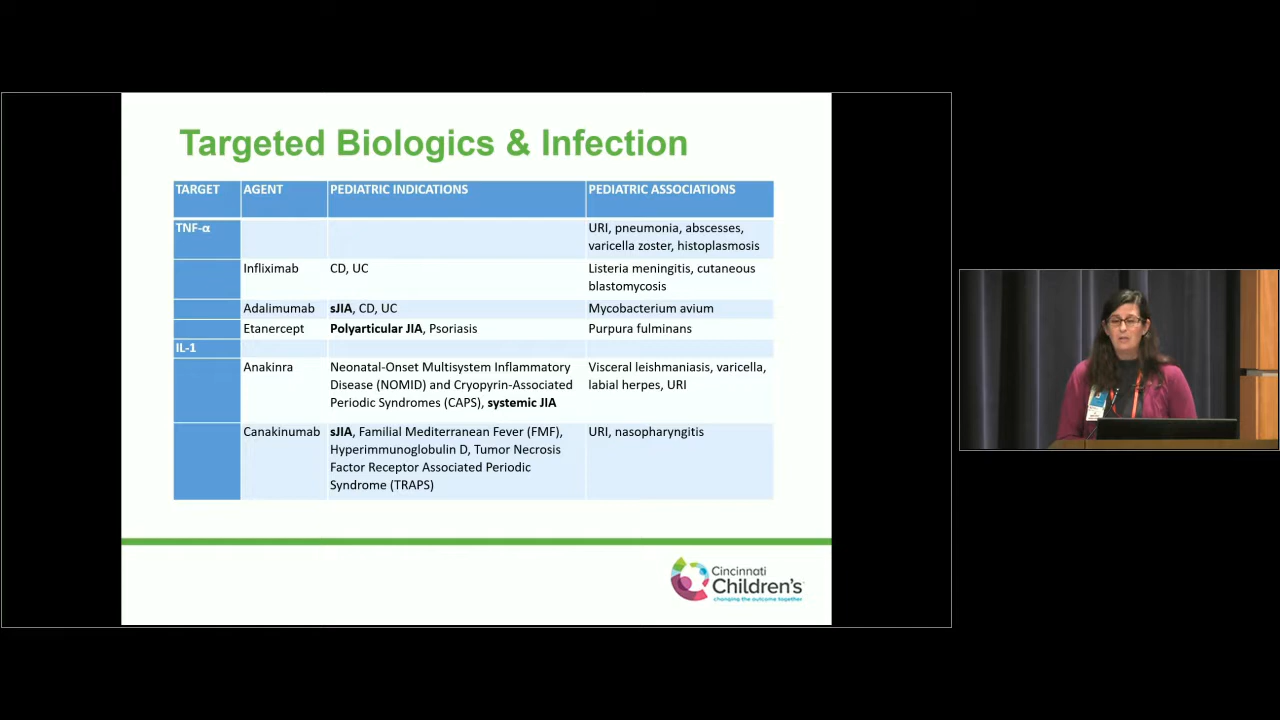 Targeted Biologics & Infection
TARGET AGENT PEDIATRIC INDICATIONS PEDIATRIC ASSOCIATIONS
TNF-α URI, pneumonia, abscesses,
varicella zoster, histoplasmosis
Infliximab CD, UC Listeria meningitis, cutaneous
blastomycosis
Adalimumab sJIA, CD, UC Mycobacterium avium
Etanercept Polyarticular JIA, Psoriasis Purpura fulminans
IL-1
Anakinra Neonatal-Onset Multisystem Inflammatory Visceral leishmaniasis, varicella,
Disease (NOMID) and Cryopyrin-Associated labial herpes, URI
Periodic Syndromes (CAPS), systemic JIA
Canakinumab sJIA, Familial Mediterranean Fever (FMF), URI, nasopharyngitis
Hyperimmunoglobulin D, Tumor Necrosis
Factor Receptor Associated Periodic
Syndrome (TRAPS)
Cincinnati
Children's
changing the outcome together